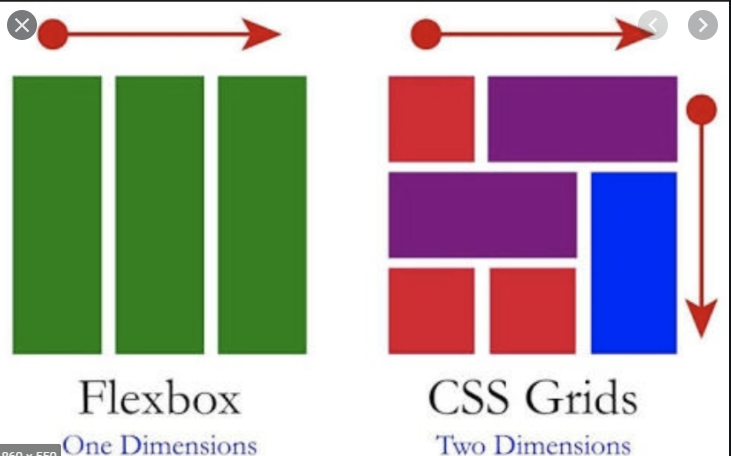 Flexbox
CSS Grids
One Dimensions
Two Dimensions